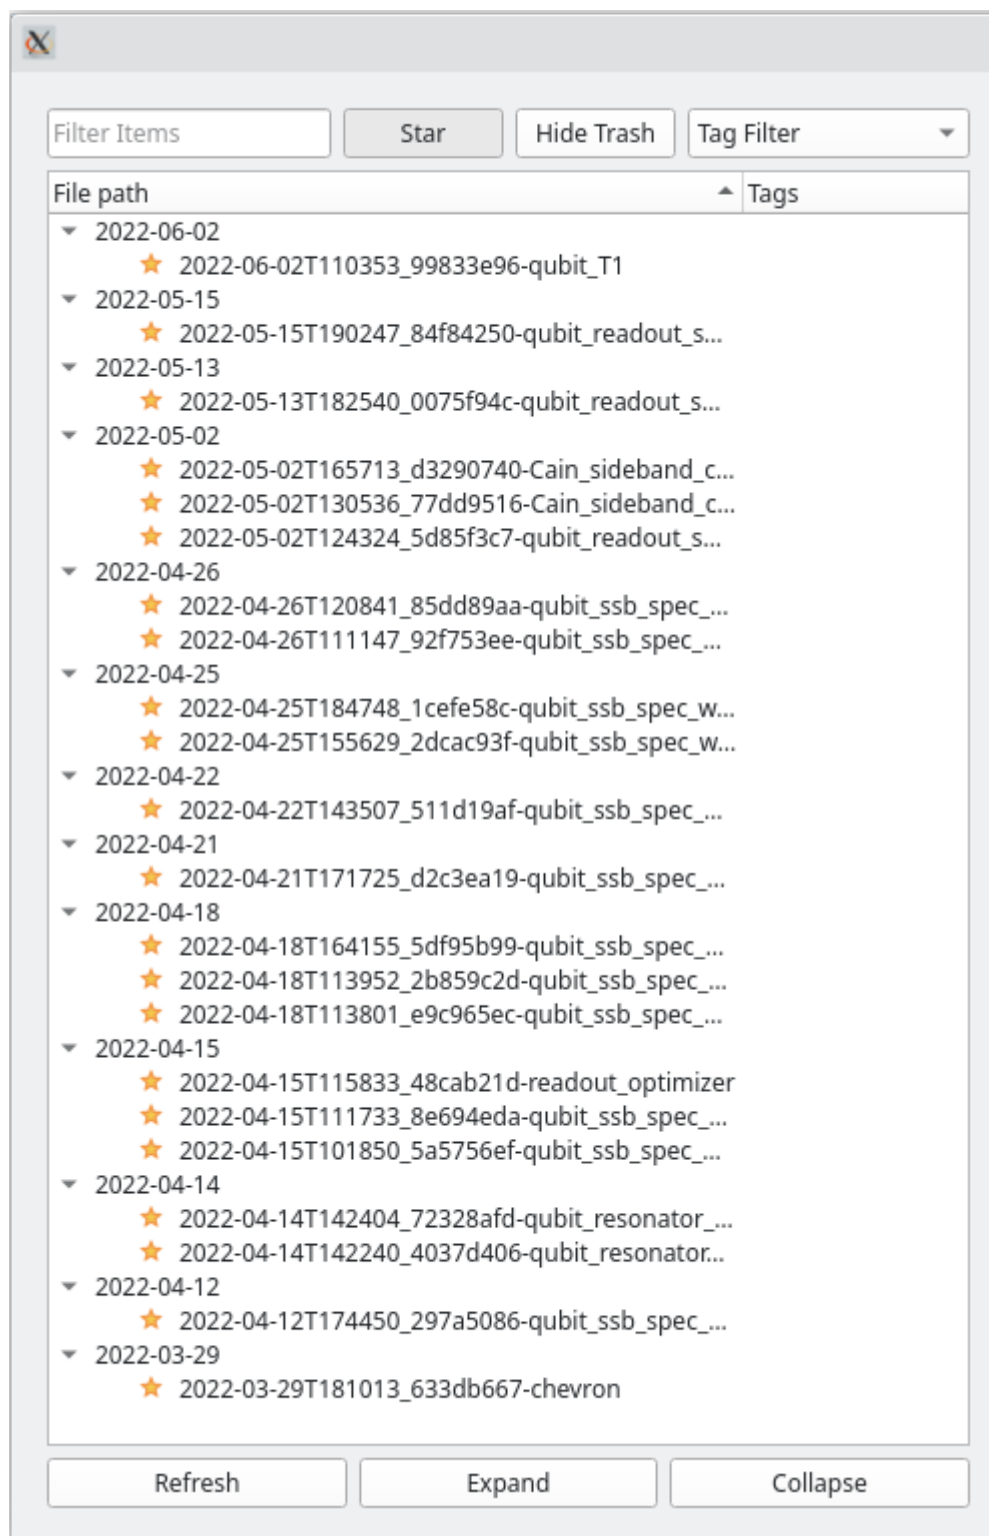 Filter Items Star Hide Trash Tag Filter
File path Tags
2022-06-02
2022-06-02T110353_99833e96-qubit_T1
2022-05-15
2022-05-15T190247_84f84250-qubit_readout_s...
2022-05-13
2022-05-13T182540_0075f94c-qubit_readout_s...
2022-05-02
2022-05-02T165713_d3290740-Cain_sideband_c...
2022-05-02T130536_77dd9516-Cain_sideband_c...
2022-05-02T124324_5d85f3c7-qubit_readout_s...
2022-04-26
2022-04-26T120841_85dd89aa-qubit_ssb_spec_...
2022-04-26T111147_92f753ee-qubit_ssb_spec_...
2022-04-25
2022-04-25T184748_1cefe58c-qubit_ssb_spec_w...
2022-04-25T155629_2dcac93f-qubit_ssb_spec_w...
2022-04-22
2022-04-22T143507_511d19af-qubit_ssb_spec_...
2022-04-21
2022-04-21T171725_d2c3ea19-qubit_ssb_spec_...
2022-04-18
2022-04-18T164155_5df95b99-qubit_ssb_spec_...
2022-04-18T113952_2b859c2d-qubit_ssb_spec_...
2022-04-18T113801_e9c965ec-qubit_ssb_spec_...
2022-04-15
2022-04-15T115833_48cab21d-readout_optimizer
2022-04-15T111733_8e694eda-qubit_ssb_spec_...
2022-04-15T101850_5a5756ef-qubit_ssb_spec_...
2022-04-14
2022-04-14T142404_72328afd-qubit_resonator_...
2022-04-14T142240_4037d406-qubit_resonator...
2022-04-12
2022-04-12T174450_297a5086-qubit_ssb_spec_...
2022-03-29
2022-03-29T181013_633db667-chevron
Refresh Expand Collapse